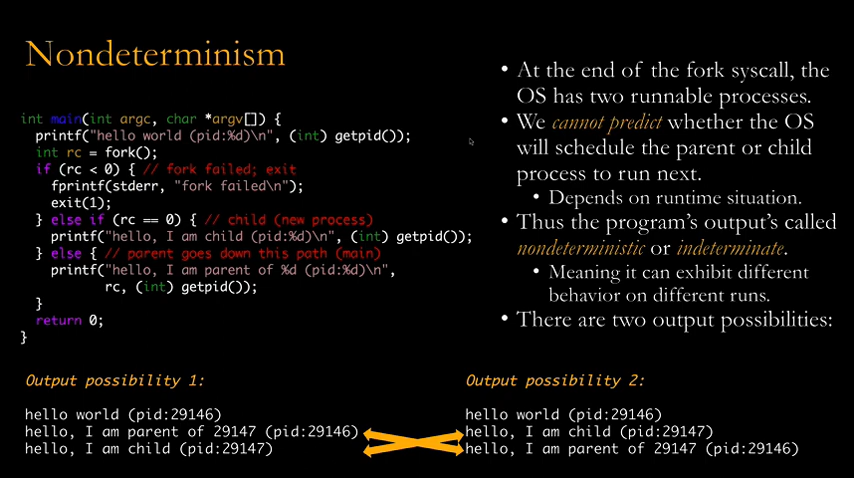 Nondeterminism
int main(int argc, char *argv[]) {
  printf("hello world (pid:%d)\n", (int) getpid());
  int rc = fork();
  if (rc < 0) { // fork failed; exit
    fprintf(stderr, "fork failed\n");
    exit(1);
  } else if (rc == 0) { // child (new process)
    printf("hello, I am child (pid:%d)\n", (int) getpid());
  } else { // parent goes down this path (main)
    printf("hello, I am parent of %d (pid:%d)\n",
           rc, (int) getpid());
  }
  return 0;
}
• At the end of the fork syscall, the
OS has two runnable processes.
• We cannot predict whether the OS
will schedule the parent or child
process to run next.
• Depends on runtime situation.
• Thus the program's output's called
nondeterministic or indeterminate.
• Meaning it can exhibit different
behavior on different runs.
• There are two output possibilities:
Output possibility 1:
hello world (pid:29146)
hello, I am parent of 29147 (pid:29146)
hello, I am child (pid:29147)
Output possibility 2:
hello world (pid:29146)
hello, I am child (pid:29147)
hello, I am parent of 29147 (pid:29146)